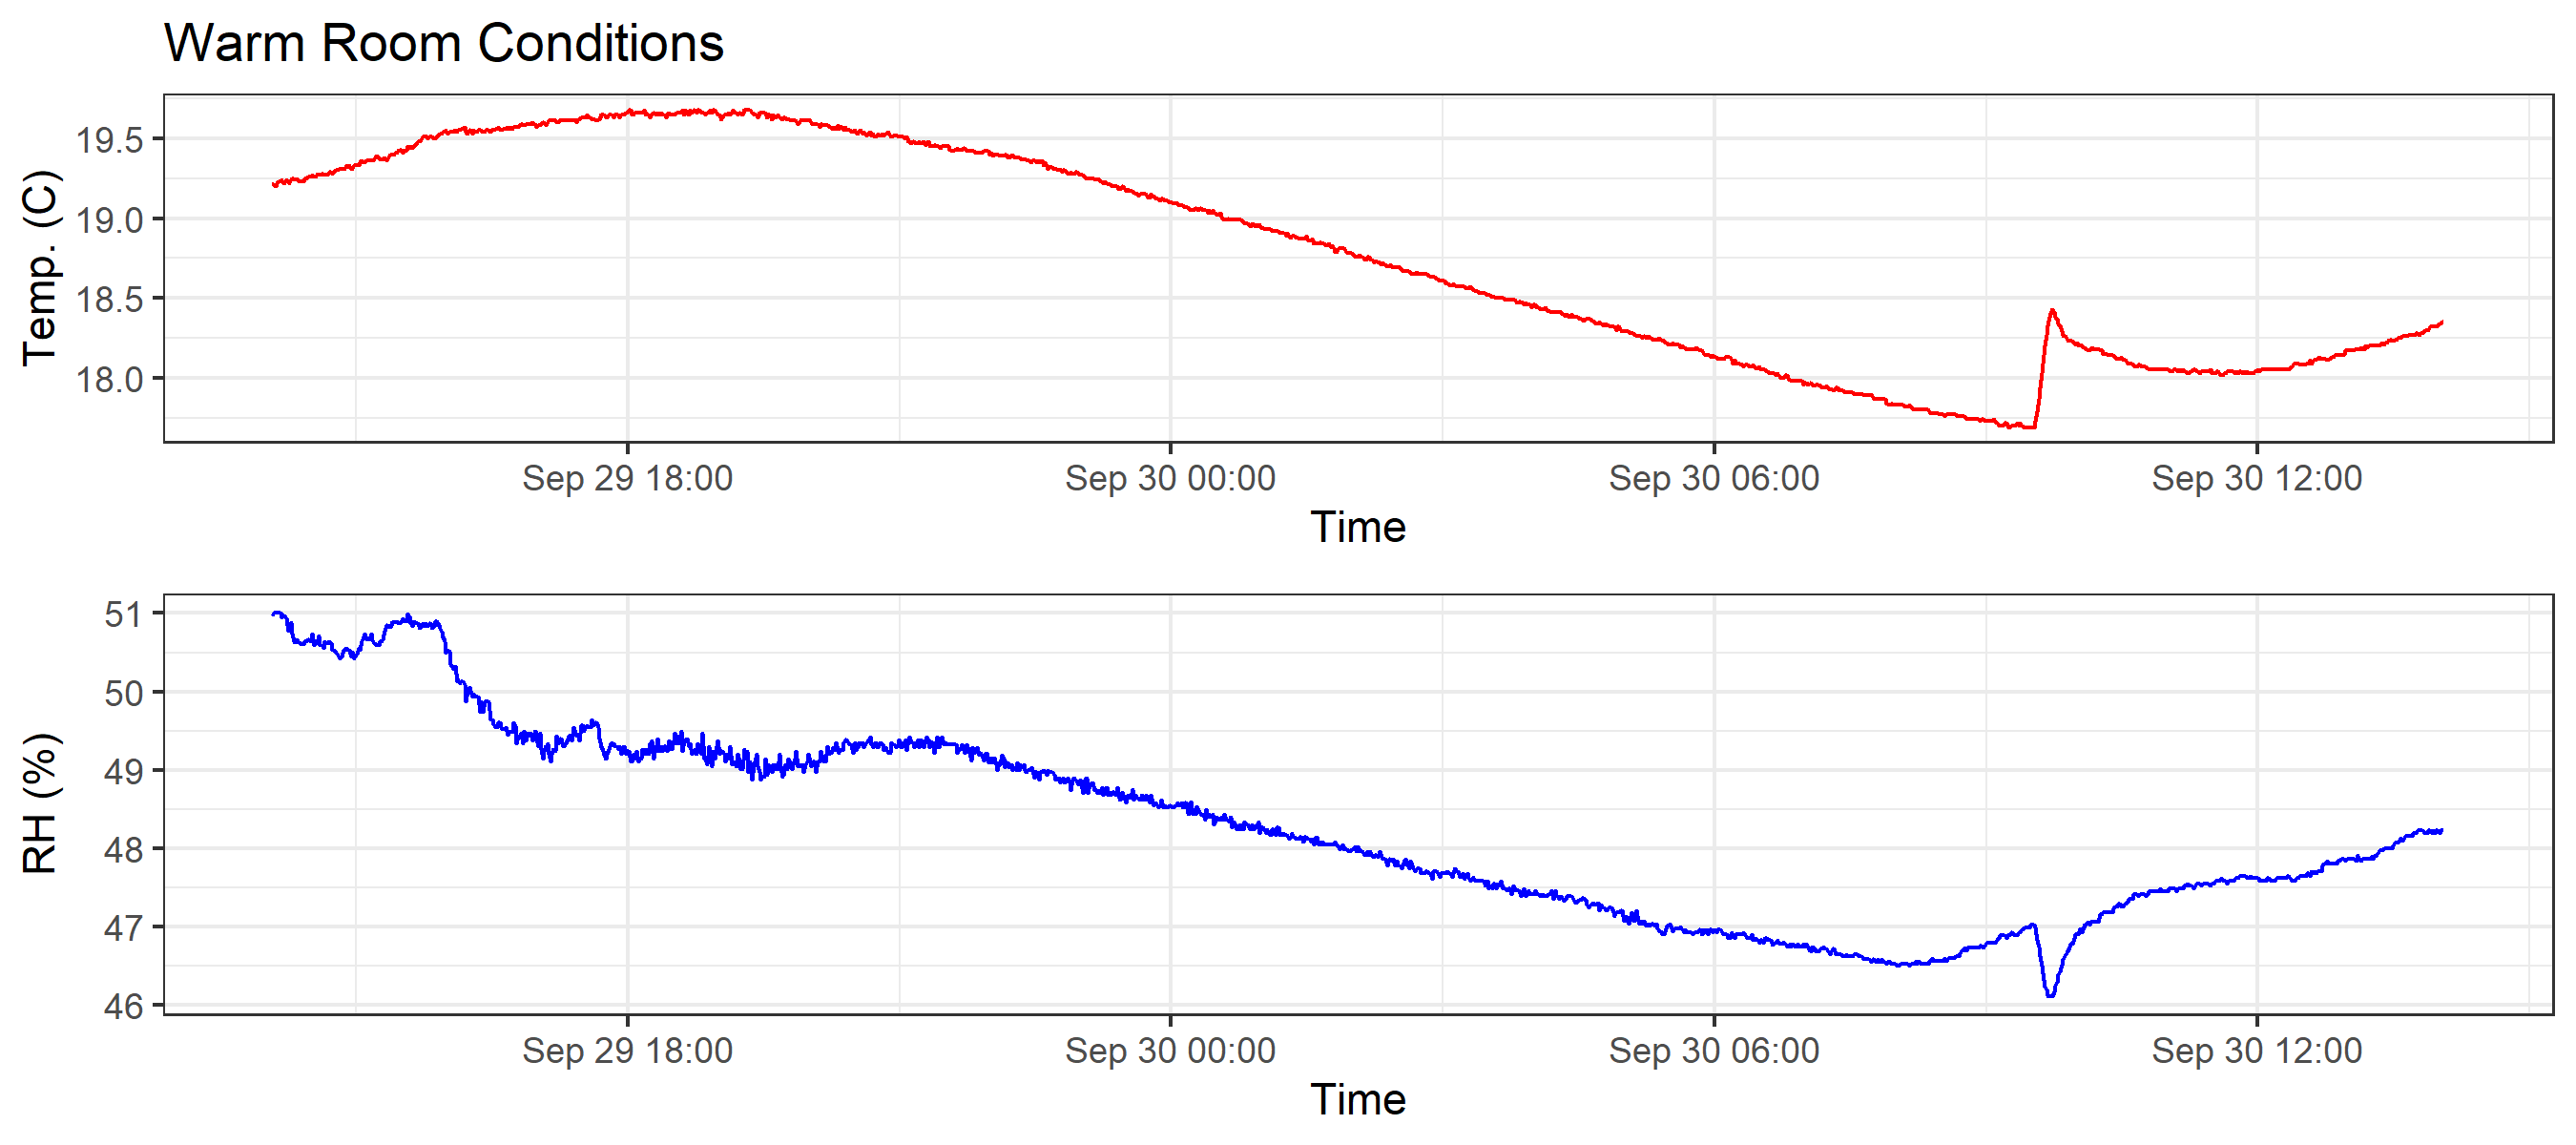 Warm Room Conditions
Temp. (C)
19.5
19.0
18.5
18.0
Sep 29 18:00 Sep 30 00:00 Sep 30 06:00 Sep 30 12:00
Time
RH (%)
51
50
49
48
47
46
Sep 29 18:00 Sep 30 00:00 Sep 30 06:00 Sep 30 12:00
Time